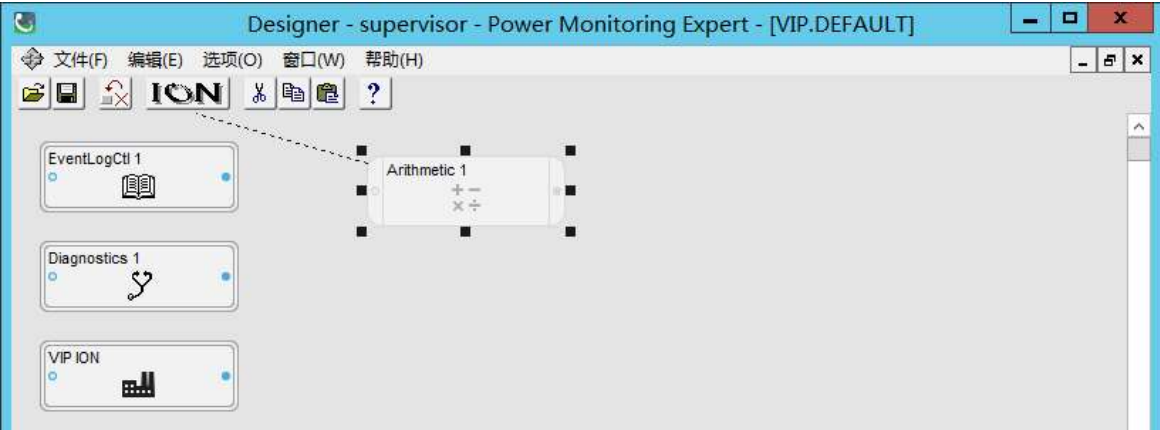 Designer - supervisor - Power Monitoring Expert - [VIP.DEFAULT]
文件(F) 编辑(E) 选项(O) 窗口(W) 帮助(H)
ION ?
EventLogCtl 1
Arithmetic 1
Diagnostics 1
VIP ION